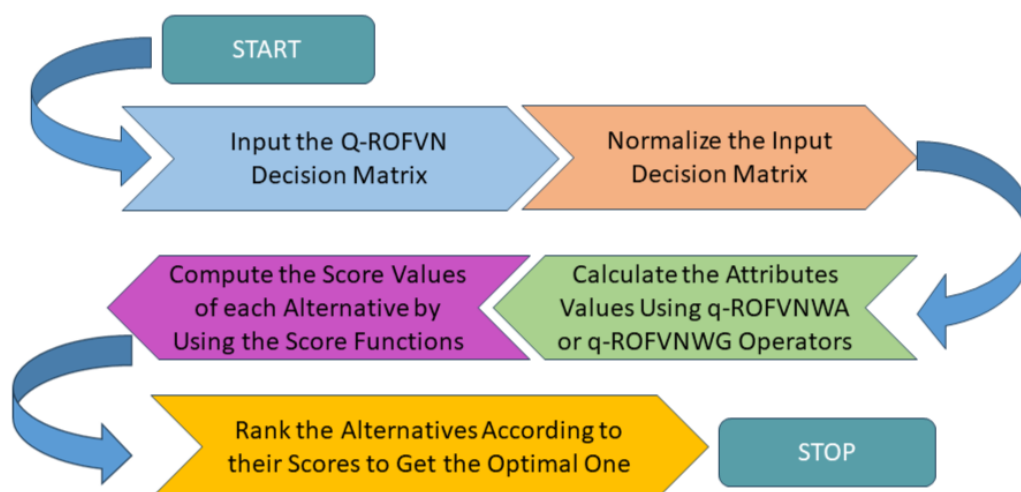 START
Input the Q-ROFVN
Decision Matrix
Normalize the Input
Decision Matrix
Calculate the Attributes
Values Using q-ROFVNWA
or q-ROFVNWG Operators
Compute the Score Values
of each Alternative by
Using the Score Functions
Rank the Alternatives According to
their Scores to Get the Optimal One
STOP